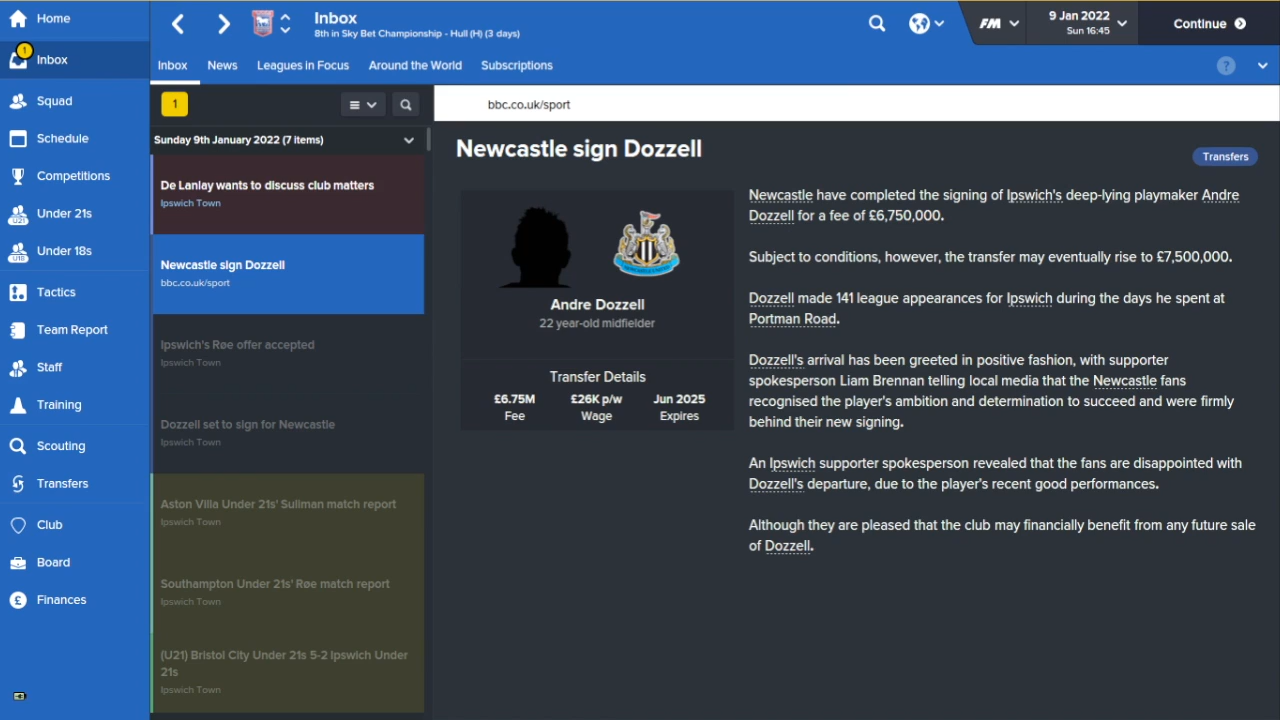 Home
Inbox
8th in Sky Bet Championship - Hull (H) (3 days)
FM
9 Jan 2022
Sun 16:45
Continue
1
Inbox
Squad
Schedule
Competitions
U21
Under 21s
U18
Under 18s
Tactics
Team Report
Staff
Training
Scouting
Transfers
Club
Board
£
Finances
Inbox
News
Leagues in Focus
Around the World
Subscriptions
?
1
Sunday 9th January 2022 (7 items)
De Lanlay wants to discuss club matters
Ipswich Town
Newcastle sign Dozzell
bbc.co.uk/sport
Ipswich's Røe offer accepted
Ipswich Town
Dozzell set to sign for Newcastle
Ipswich Town
Aston Villa Under 21s' Suliman match report
Ipswich Town
Southampton Under 21s' Røe match report
Ipswich Town
(U21) Bristol City Under 21s 5-2 Ipswich Under
21s
Ipswich Town
bbc.co.uk/sport
Newcastle sign Dozzell
Transfers
Andre Dozzell
22 year-old midfielder
Transfer Details
£6.75M £26K p/w Jun 2025
Fee Wage Expires
Newcastle have completed the signing of Ipswich's deep-lying playmaker Andre
Dozzell for a fee of £6,750,000.
Subject to conditions, however, the transfer may eventually rise to £7,500,000.
Dozzell made 141 league appearances for Ipswich during the days he spent at
Portman Road.
Dozzell's arrival has been greeted in positive fashion, with supporter
spokesperson Liam Brennan telling local media that the Newcastle fans
recognised the player's ambition and determination to succeed and were firmly
behind their new signing.
An Ipswich supporter spokesperson revealed that the fans are disappointed with
Dozzell's departure, due to the player's recent good performances.
Although they are pleased that the club may financially benefit from any future sale
of Dozzell.